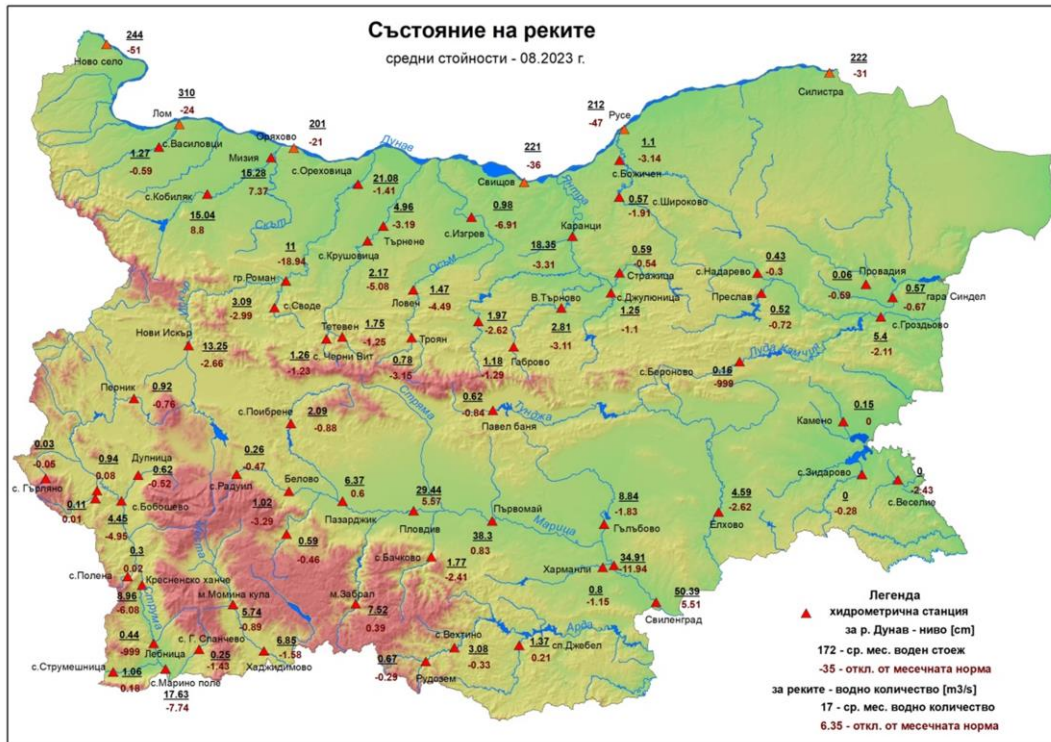 Състояние на реките
средни стойности - 08.2023 г.
244
-51
Ново село
222
-31
Силистра
310
-24
Лом
212
-47
Русе
201
-21
Оряхово
Дунав
с.Василовци
1.27
-0.59
Мизия
16.28
7.37
с.Ореховица
21.08
-1.41
221
-36
Свищов
Янтра
1.1
-3.14
с.Божичен
с.Кобиляк
15.04
8.8
Скът
4.96
-3.19
Търнене
с.Крушовица
0.98
-6.91
с.Изгрев
0.57
-1.91
с.Широково
Каранци
18.35
-3.31
11
-18.94
гр.Роман
2.17
-5.08
Ловеч
Осъм
1.47
-4.49
0.59
-0.54
Стражица
с.Надарево
0.43
-0.3
Провадия
0.06
-0.59
0.57
-0.67
гара Синдел
3.09
-2.99
с.Своде
В.Търново
с.Джулюница
1.25
-1.1
Преслав
0.52
-0.72
с.Гроздьово
5.4
-2.11
Нови Искър
13.25
-2.66
Тетевен
1.75
-1.25
1.26
-1.23
с. Черни Вит
Троян
0.78
-3.15
1.97
-2.62
2.81
-3.11
1.18
-1.29
Габрово
Луда Камчия
с.Бероново
0.16
-999
Перник
0.92
-0.76
с.Поибрене
2.09
-0.88
Стряма
0.62
-0.84
Павел баня
Тунджа
Камено
0.15
0
0.03
-0.05
с. Гърляно
0.94
0.08
Дупница
0.62
-0.52
0.11
0.01
с.Бобошево
4.45
-4.95
с.Радуил
0.26
-0.47
Белово
1.02
-3.29
6.37
0.6
Пазарджик
29.44
5.57
Пловдив
Първомай
38.3
0.83
Марица
8.84
-1.83
Гълъбово
4.59
-2.62
Елхово
с.Зидарово
0
-0.28
0
-2.43
с.Веселие
0.59
-0.46
с.Бачково
1.77
-2.41
Харманли
34.91
-11.94
0.8
-1.15
50.39
5.51
Свиленград
0.3
0.02
с.Полена
Кресненско ханче
8.96
-6.08
Струма
Места
м.Момина кула
5.74
-0.89
м.Забрал
7.52
0.39
0.44
-999
Лебница
с. Г. Спанчево
0.25
-1.43
6.85
-1.58
Хаджидимово
с.Вехтино
3.08
-0.33
Арда
сп.Джебел
1.37
0.21
0.67
-0.29
Рудозем
с.Струмешница
1.06
0.18
с.Марино поле
17.63
-7.74
Легенда
хидрометрична станция
за р. Дунав - ниво [cm]
172 - ср. мес. воден стоеж
-35 - откл. от месечната норма
за реките - водно количество [m3/s]
17 - ср. мес. водно количество
6.35 - откл. от месечната норма